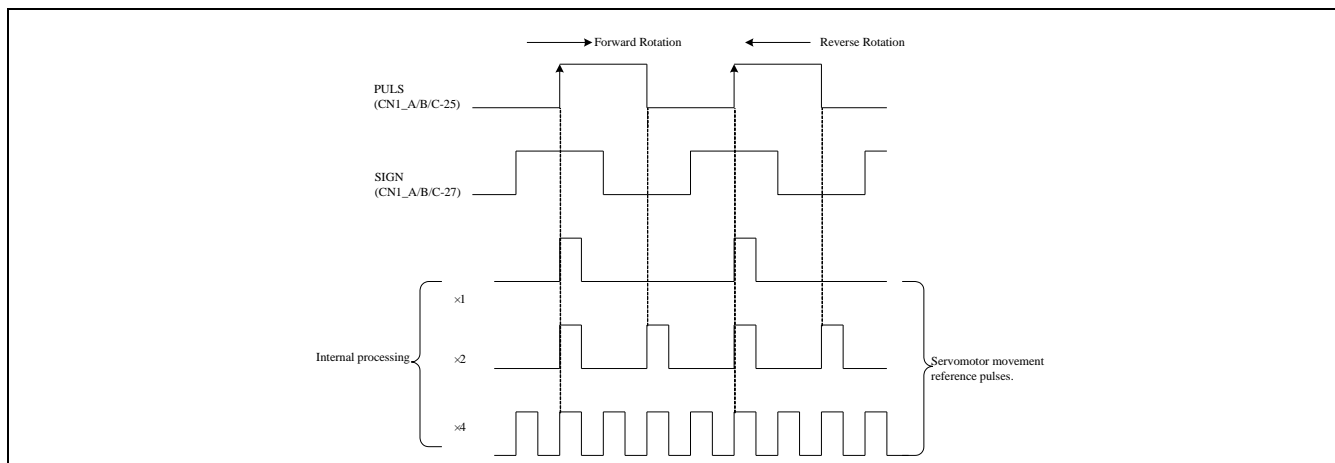 Forward Rotation
Reverse Rotation
PULS
(CN1_A/B/C-25)
SIGN
(CN1_A/B/C-27)
×1
Internal processing
×2
Servomotor movement
reference pulses.
×4